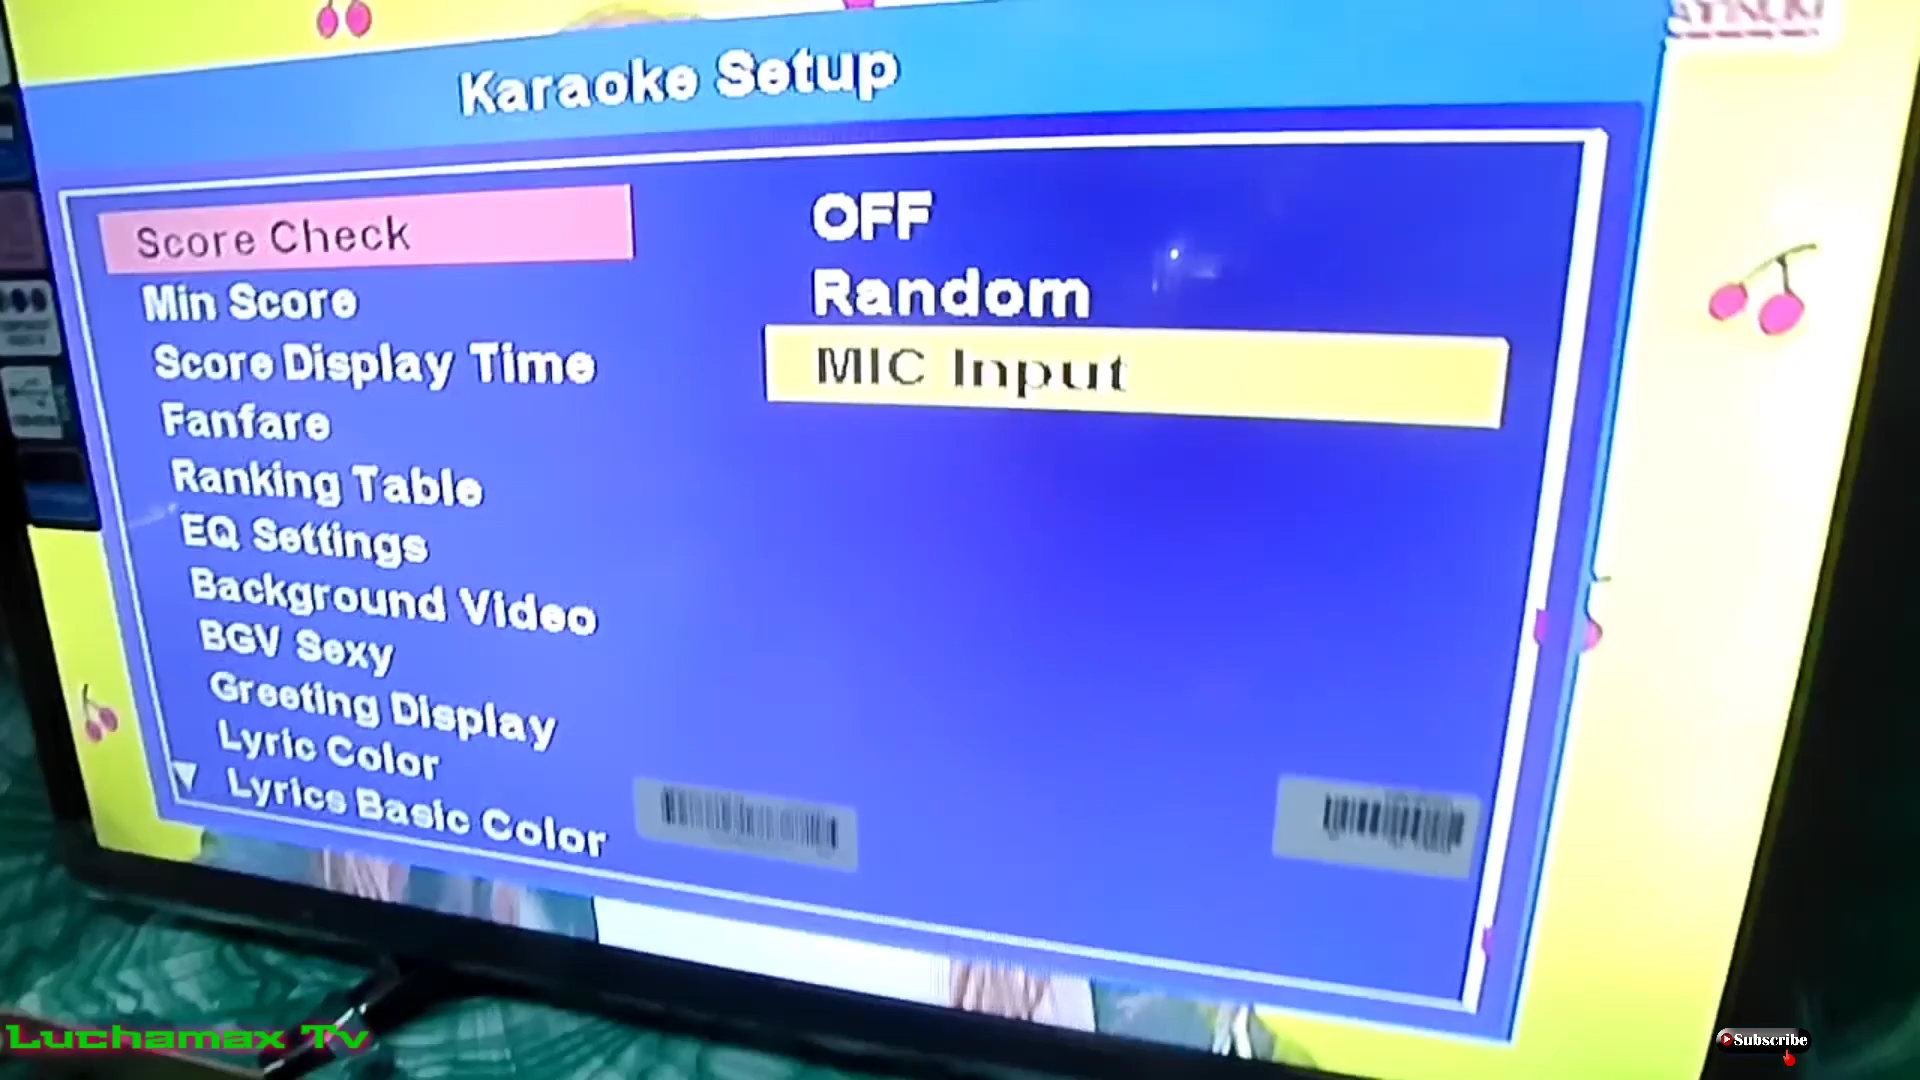 Karaoke Setup
Score Check
OFF
Min Score
Random
Score Display Time
MIC Input
Fanfare
Ranking Table
EQ Settings
Background Video
BGV Sexy
Greeting Display
Lyric Color
Lyrics Basic Color
Luchamax Tv
Subscribe